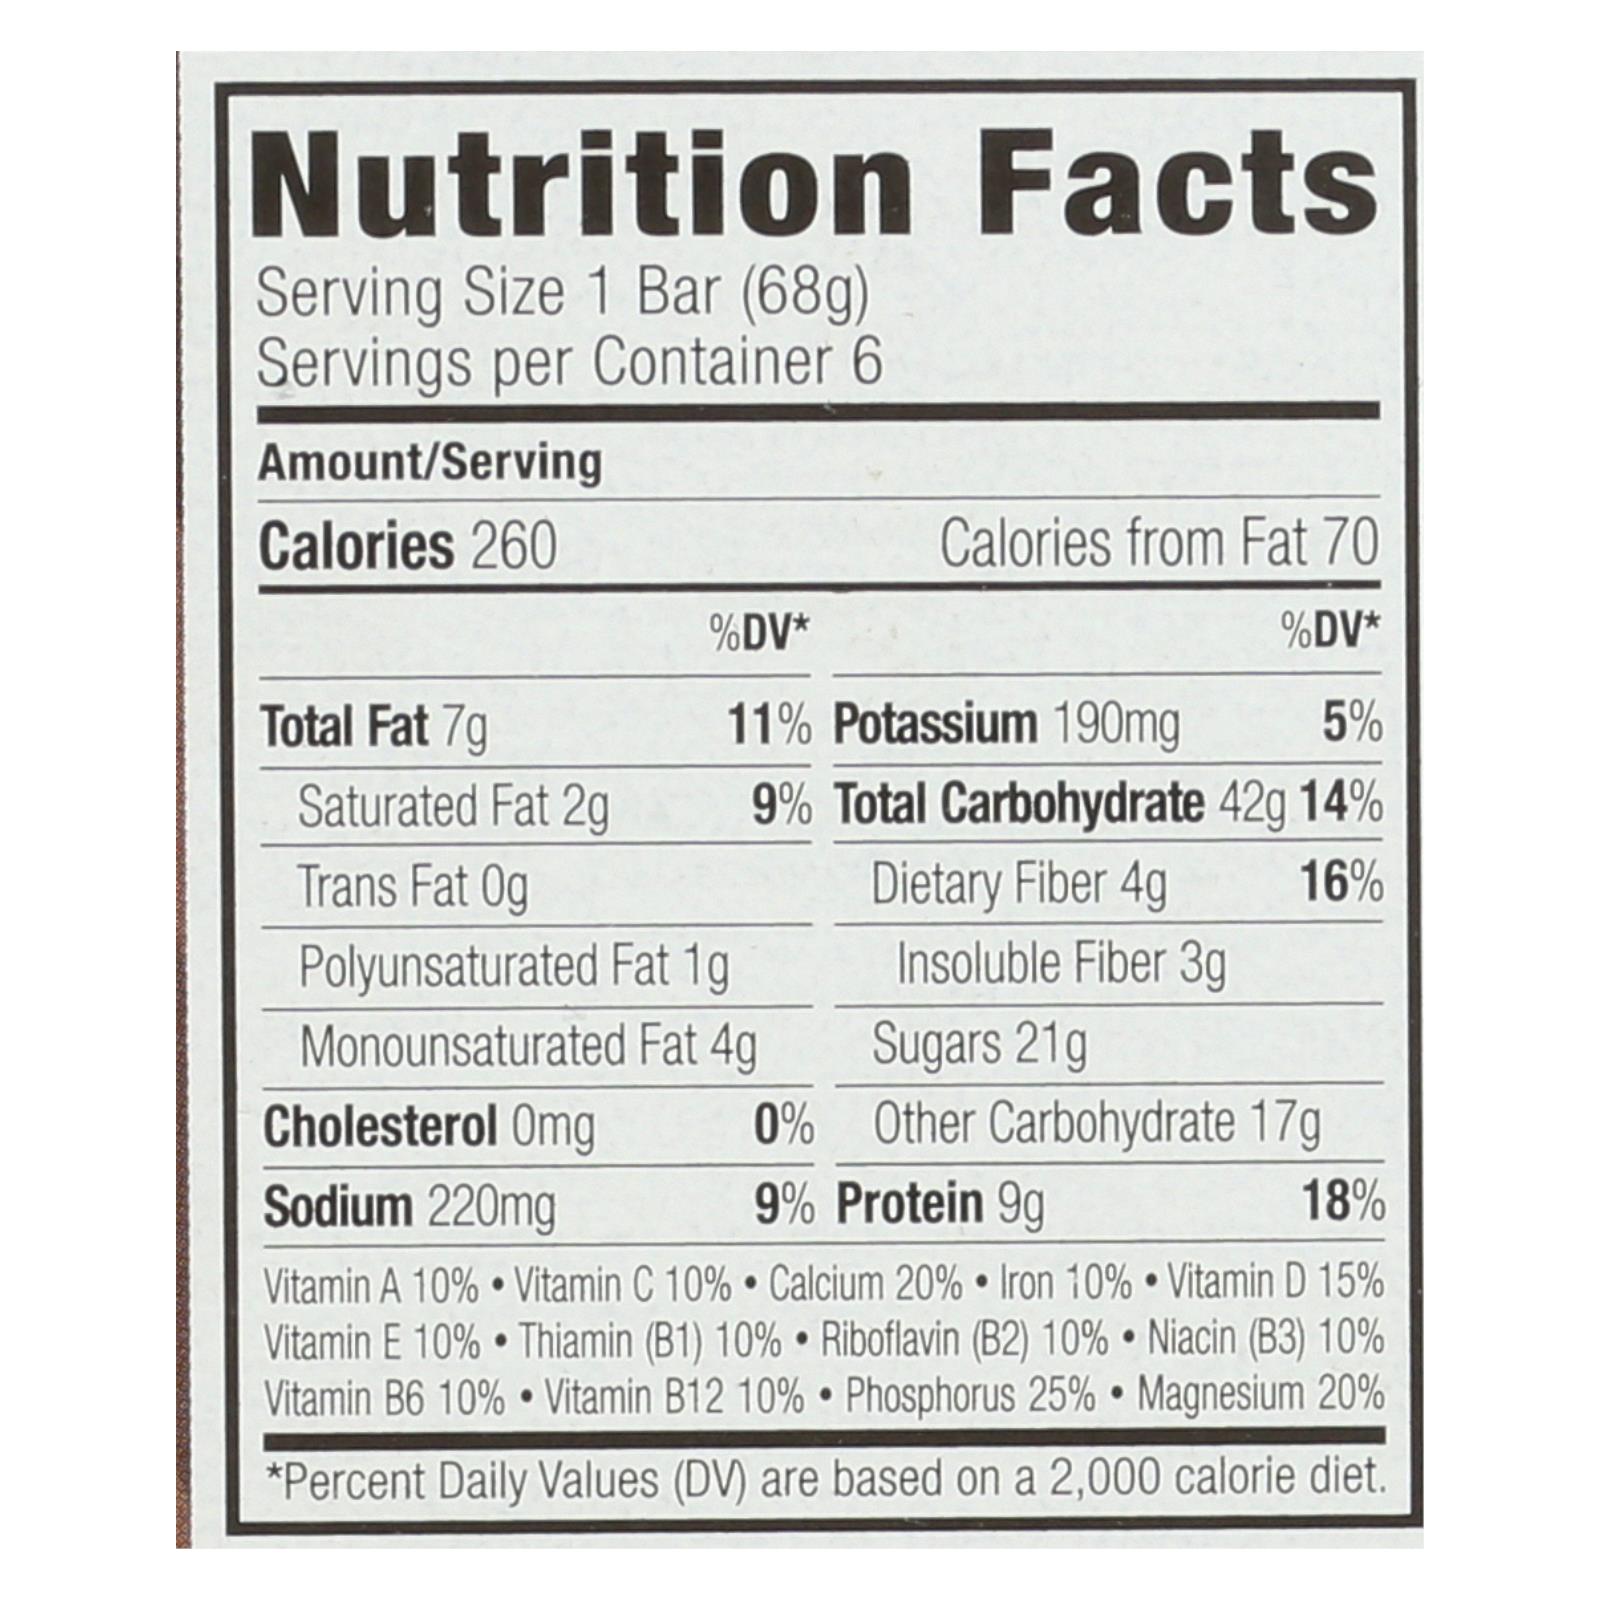 Nutrition Facts
Serving Size 1 Bar (68g)
Servings per Container 6
Amount/Serving
Calories 260 Calories from Fat 70
%DV* %DV*
Total Fat 7g 11% Potassium 190mg 5%
Saturated Fat 2g 9% Total Carbohydrate 42g 14%
Trans Fat 0g Dietary Fiber 4g 16%
Polyunsaturated Fat 1g Insoluble Fiber 3g
Monounsaturated Fat 4g Sugars 21g
Cholesterol 0mg 0% Other Carbohydrate 17g
Sodium 220mg 9% Protein 9g 18%
Vitamin A 10% • Vitamin C 10% • Calcium 20% • Iron 10% • Vitamin D 15%
Vitamin E 10% • Thiamin (B1) 10% • Riboflavin (B2) 10% • Niacin (B3) 10%
Vitamin B6 10% • Vitamin B12 10% • Phosphorus 25% • Magnesium 20%
*Percent Daily Values (DV) are based on a 2,000 calorie diet.